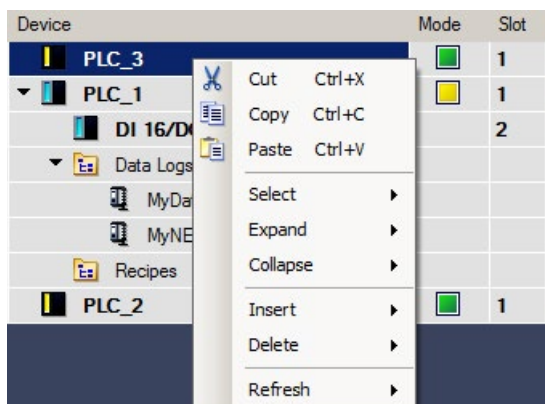 Device Mode Slot
PLC_3 1
PLC_1 1
DI 16/D 2
Data Logs
MyDa
MyNE
Recipes
PLC_2 1
Cut Ctrl+X
Copy Ctrl+C
Paste Ctrl+V
Select
Expand
Collapse
Insert
Delete
Refresh